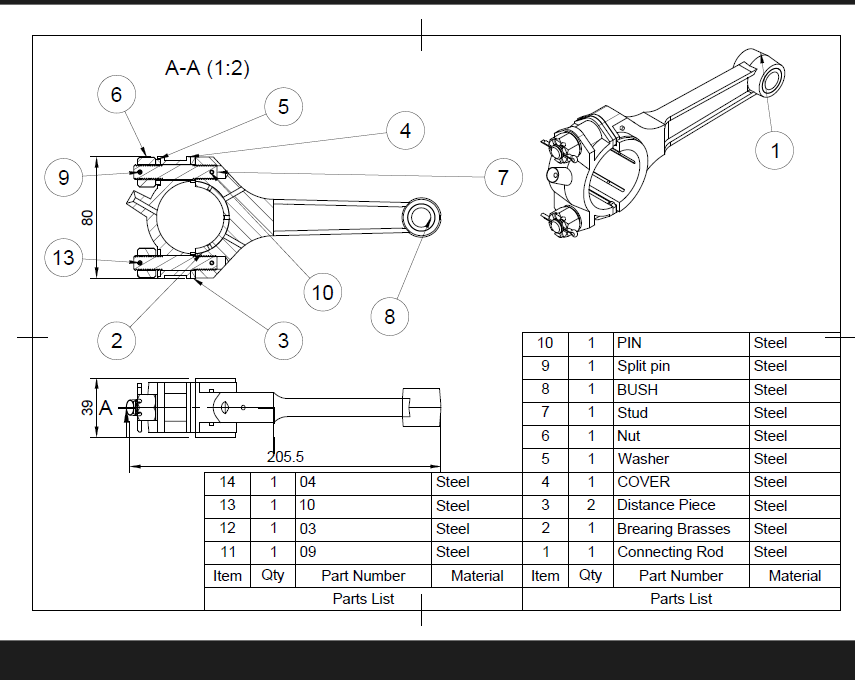 A-A (1:2)
6
5
4
9
7
1
80
13
10
8
2
3
39
A
205.5
10 1 PIN Steel
9 1 Split pin Steel
8 1 BUSH Steel
7 1 Stud Steel
6 1 Nut Steel
5 1 Washer Steel
14 1 04 Steel 4 1 COVER Steel
13 1 10 Steel 3 2 Distance Piece Steel
12 1 03 Steel 2 1 Brearing Brasses Steel
11 1 09 Steel 1 1 Connecting Rod Steel
Item Qty Part Number Material Item Qty Part Number Material
Parts List Parts List